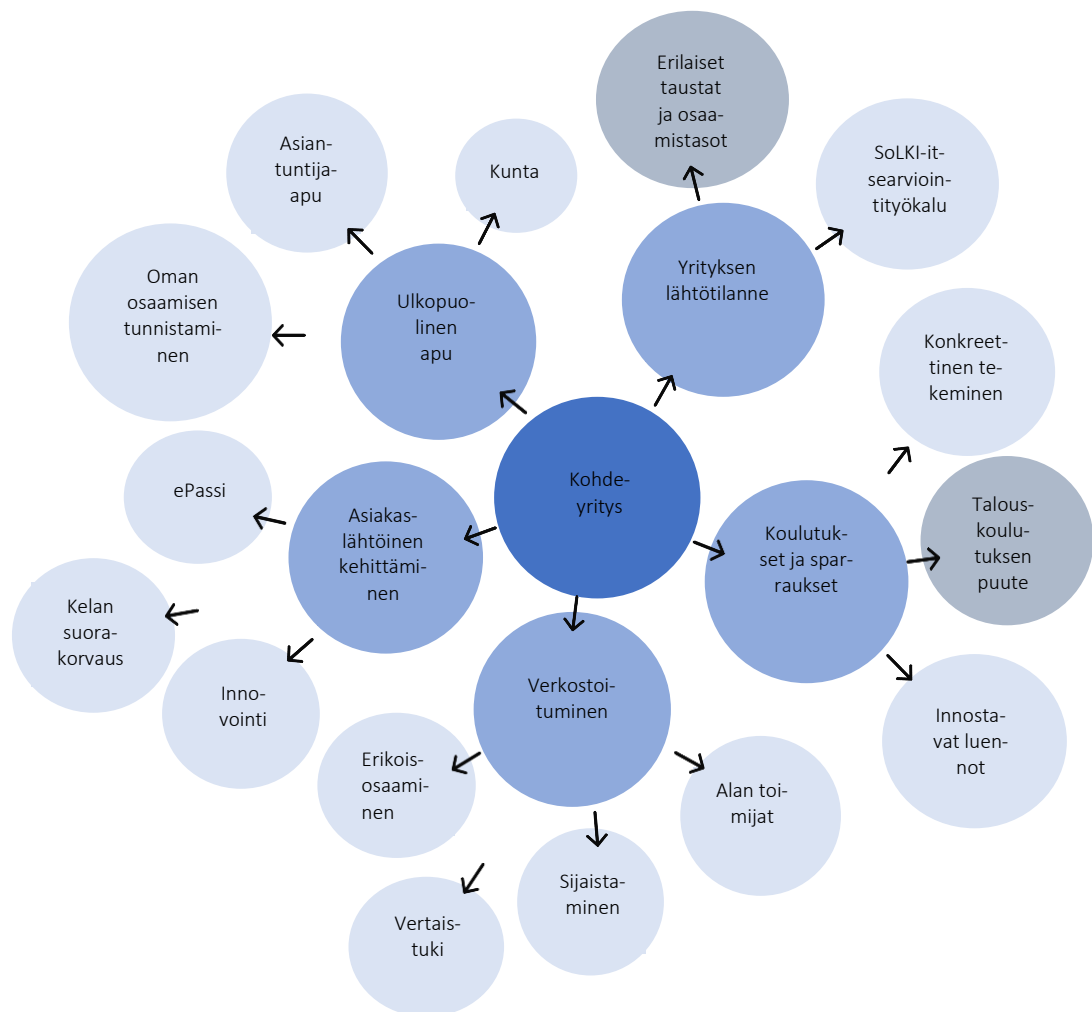 Erilaiset
taustat
ja osaa-
mistasot
SoLKI-it-
searvioin-
tityökalu
Asian-
tuntija-
apu
Kunta
Yrityksen
lähtötilanne
Oman
osaamisen
tunnistami-
nen
Ulkopuo-
linen
apu
Konkreet-
tinen te-
keminen
Kohde-
yritys
ePassi
Asiakas-
lähtöinen
kehittämi-
nen
Koulutuk-
set ja spar-
raukset
Talous-
koulu-
tuksen
puute
Kelan
suora-
korvaus
Inno-
vointi
Verkostoi-
tuminen
Innosta-
vat luen-
not
Erikois-
osaami-
nen
Alan toi-
mijat
Sijaista-
minen
Vertais-
tuki